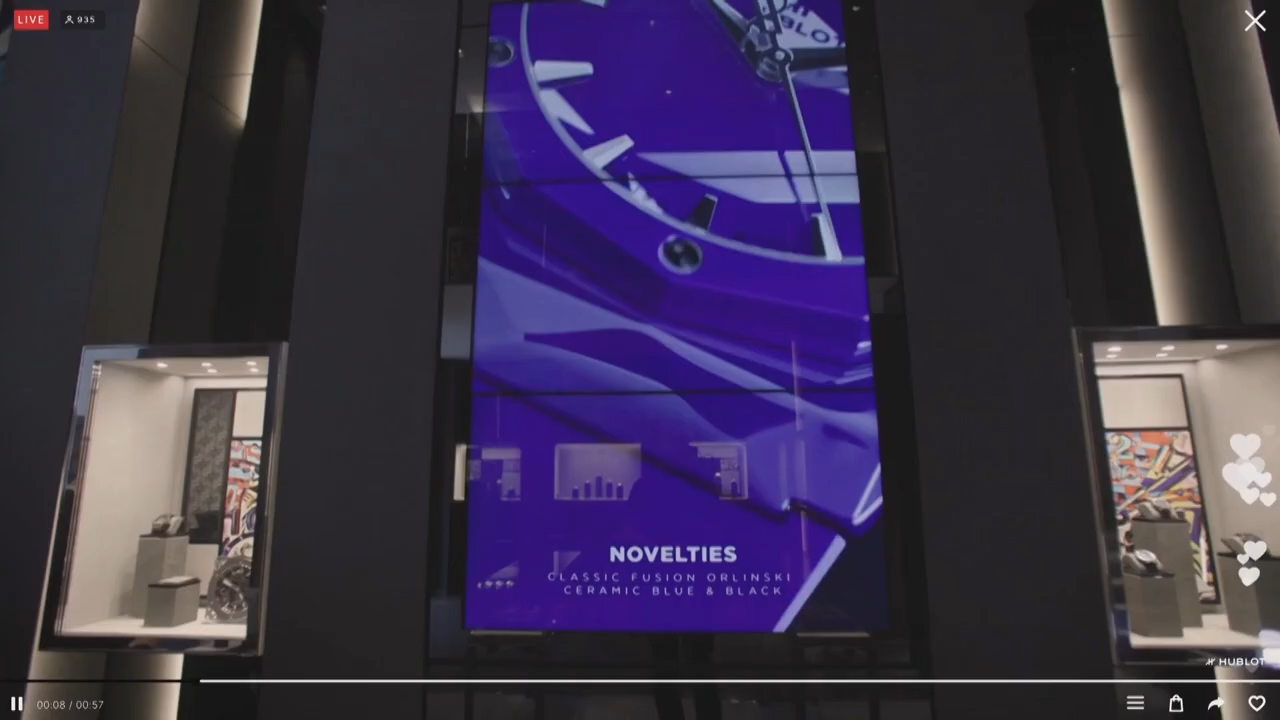 LIVE
935
NOVELTIES
CLASSIC FUSION ORLINSKI
CERAMIC BLUE & BLACK
HUBLOT
00:08 / 00:57